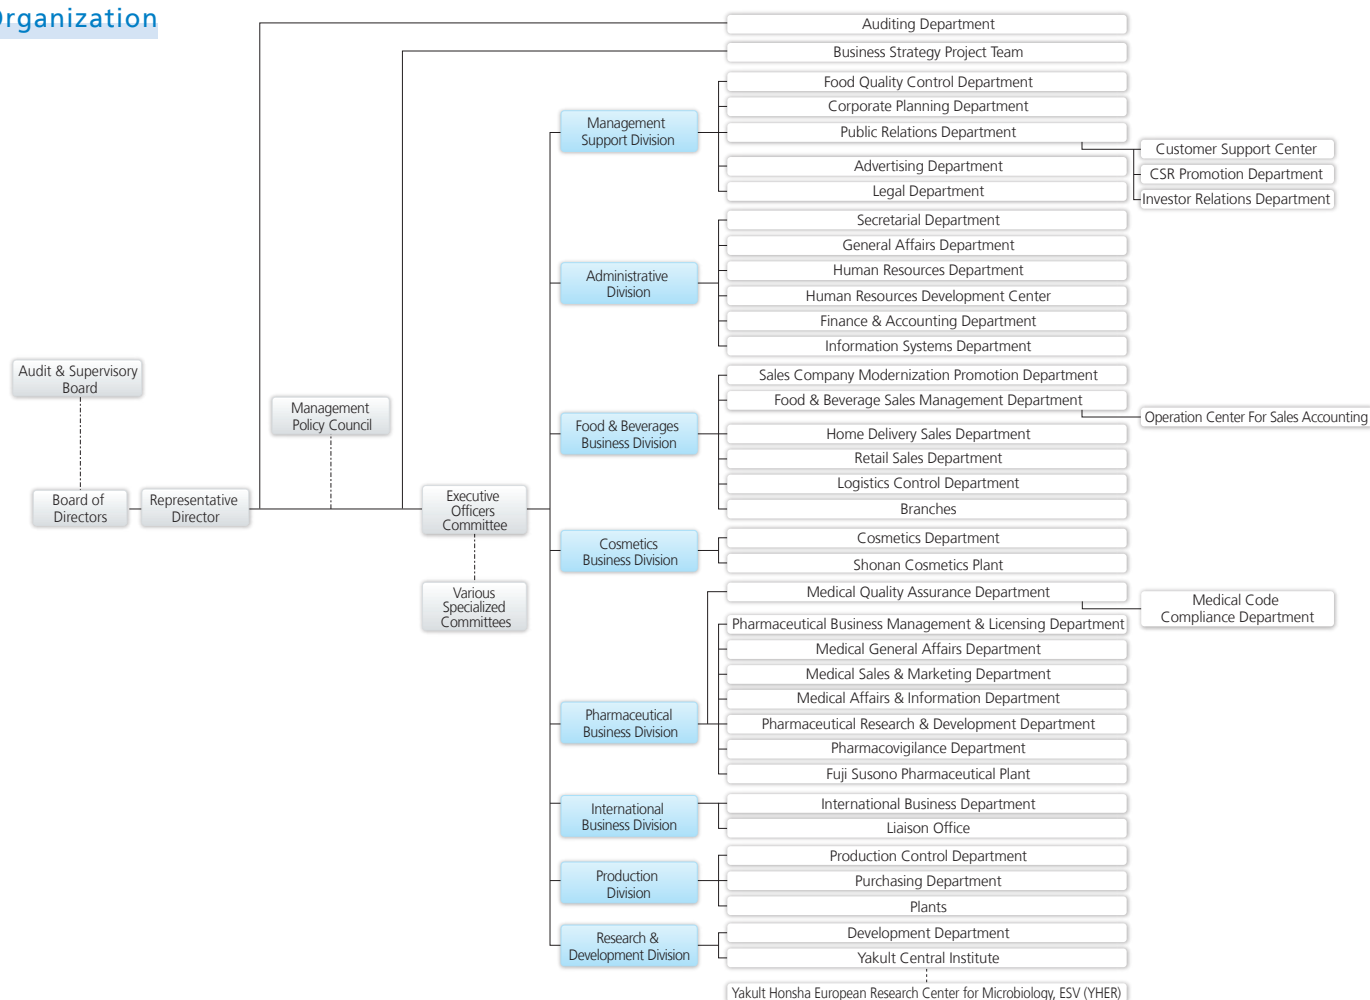 Organization
Auditing Department
Business Strategy Project Team
Management
Support Division
Food Quality Control Department
Corporate Planning Department
Public Relations Department
Customer Support Center
CSR Promotion Department
Investor Relations Department
Advertising Department
Legal Department
Administrative
Division
Secretarial Department
General Affairs Department
Human Resources Department
Human Resources Development Center
Finance & Accounting Department
Information Systems Department
Audit & Supervisory
Board
Board of
Directors
Representative
Director
Management
Policy Council
Executive
Officers
Committee
Various
Specialized
Committees
Food & Beverages
Business Division
Sales Company Modernization Promotion Department
Food & Beverage Sales Management Department
Operation Center For Sales Accounting
Home Delivery Sales Department
Retail Sales Department
Logistics Control Department
Branches
Cosmetics
Business Division
Cosmetics Department
Shonan Cosmetics Plant
Pharmaceutical
Business Division
Medical Quality Assurance Department
Medical Code
Compliance Department
Pharmaceutical Business Management & Licensing Department
Medical General Affairs Department
Medical Sales & Marketing Department
Medical Affairs & Information Department
Pharmaceutical Research & Development Department
Pharmacovigilance Department
Fuji Susono Pharmaceutical Plant
International
Business Division
International Business Department
Liaison Office
Production
Division
Production Control Department
Purchasing Department
Plants
Research &
Development Division
Development Department
Yakult Central Institute
Yakult Honsha European Research Center for Microbiology, ESV (YHER)